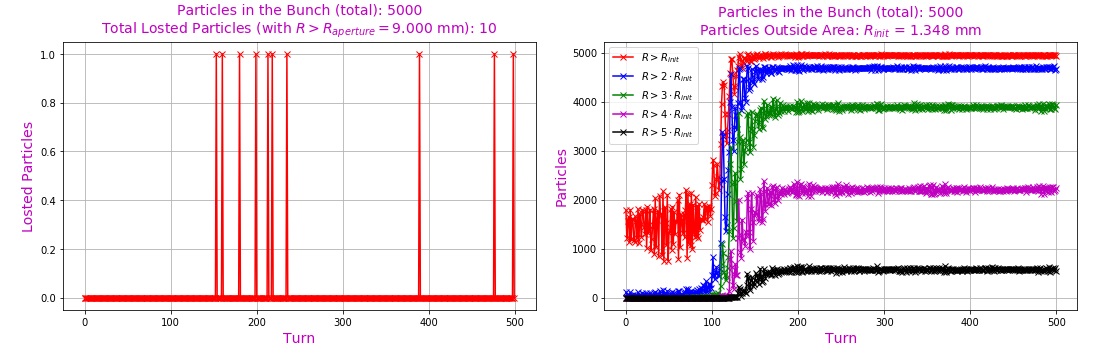 Particles in the Bunch (total): 5000
Total Losted Particles (with R > R_aperture = 9.000 mm): 10
1.0
0.8
0.6
0.4
0.2
0.0
Losted Particles
0 100 200 300 400 500
Turn
Particles in the Bunch (total): 5000
Particles Outside Area: R_init = 1.348 mm
R > R_init
R > 2 · R_init
R > 3 · R_init
R > 4 · R_init
R > 5 · R_init
5000
4000
3000
2000
1000
0
Particles
0 100 200 300 400 500
Turn